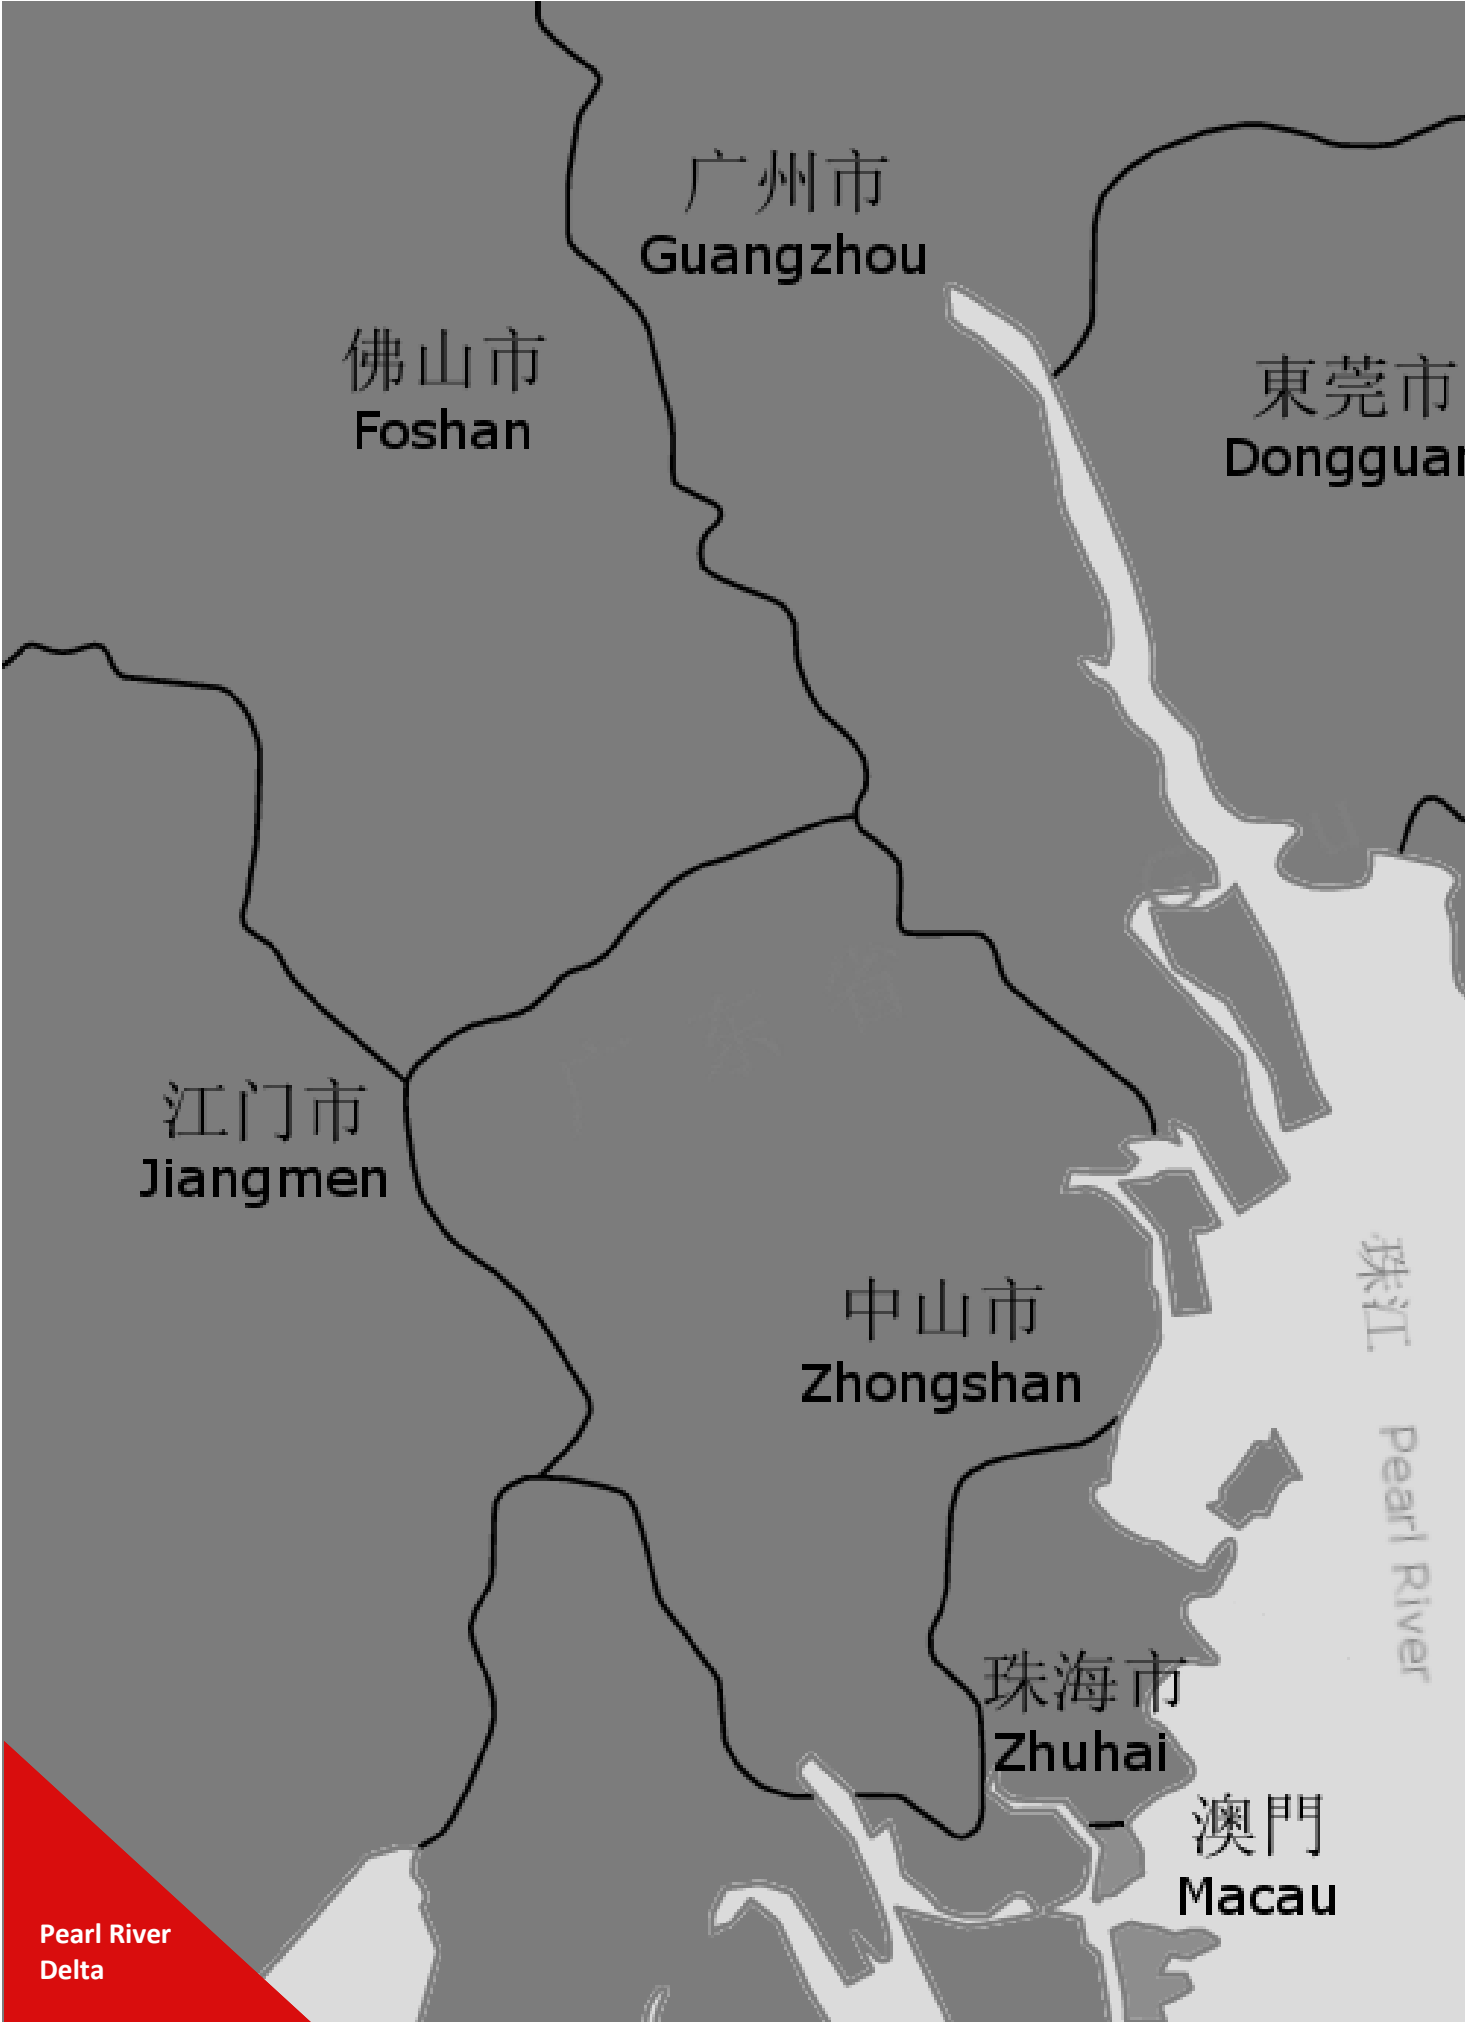 广州市
Guangzhou
佛山市
Foshan
東莞市
Dongguan
江门市
Jiangmen
中山市
Zhongshan
珠江 Pearl River
珠海市
Zhuhai
澳門
Macau
Pearl River
Delta